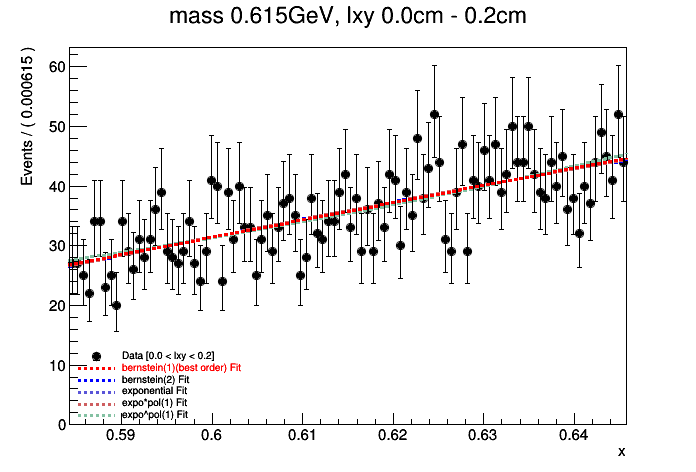 mass 0.615GeV, lxy 0.0cm - 0.2cm
Events / ( 0.000615 )
60
50
40
30
20
10
0
Data [0.0 < lxy < 0.2]
bernstein(1)(best order) Fit
bernstein(2) Fit
exponential Fit
expo*pol(1) Fit
expo^pol(1) Fit
0.59 0.6 0.61 0.62 0.63 0.64
x